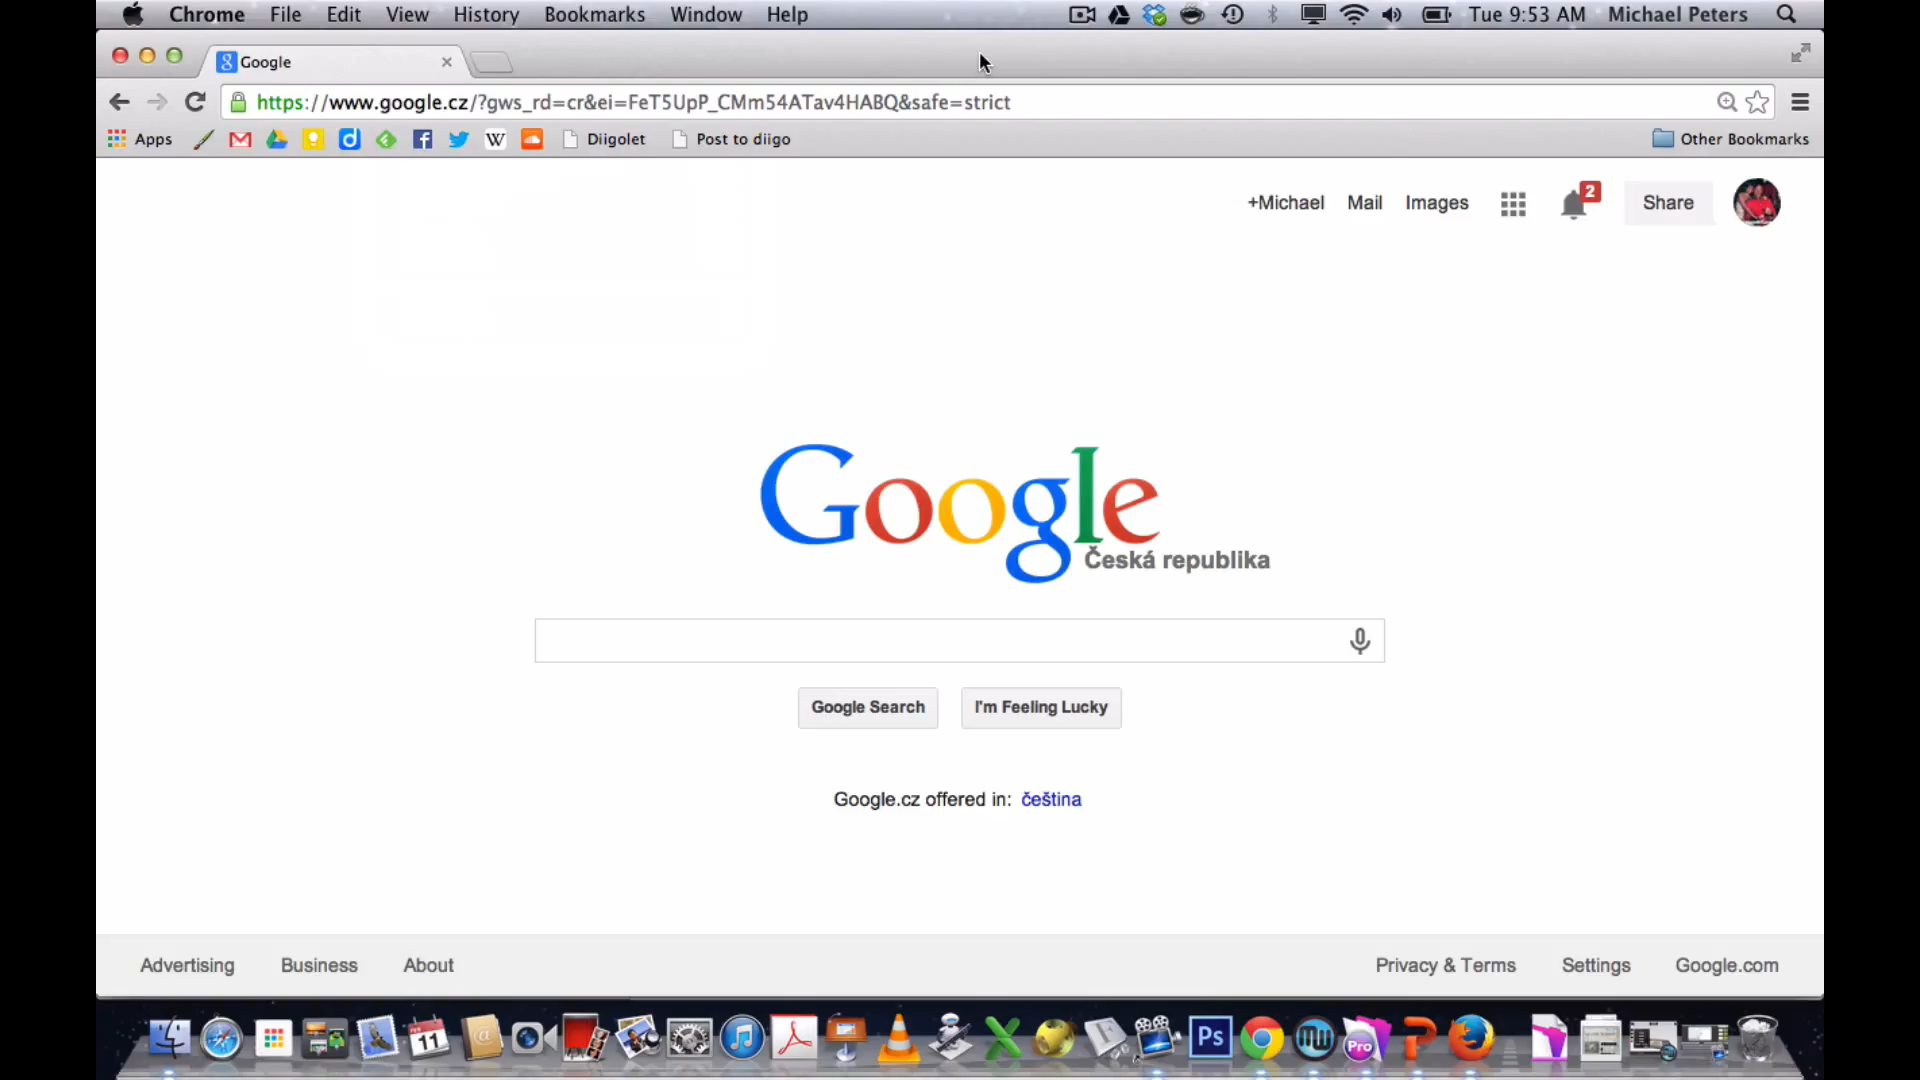 Chrome File Edit View History Bookmarks Window Help Tue 9:53 AM Michael Peters
Google
https://www.google.cz/?gws_rd=cr&ei=FeT5UpP_CMm54ATav4HABQ&safe=strict
Apps W Diigolet Post to diigo Other Bookmarks
+Michael Mail Images 2 Share
Google
Česká republika
Google Search I'm Feeling Lucky
Google.cz offered in: čeština
Advertising Business About Privacy & Terms Settings Google.com
11 Ps Pro